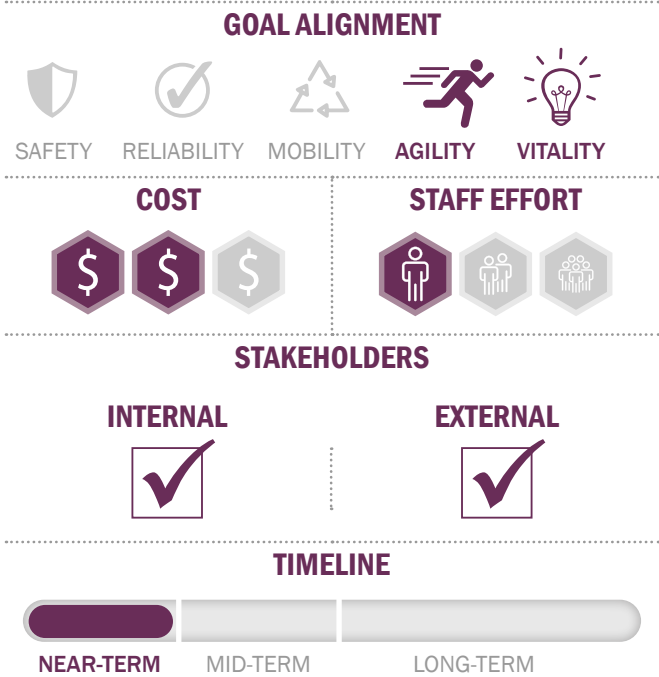 GOAL ALIGNMENT
SAFETY RELIABILITY MOBILITY AGILITY VITALITY
COST STAFF EFFORT
$ $ $
STAKEHOLDERS
INTERNAL EXTERNAL
TIMELINE
NEAR-TERM MID-TERM LONG-TERM